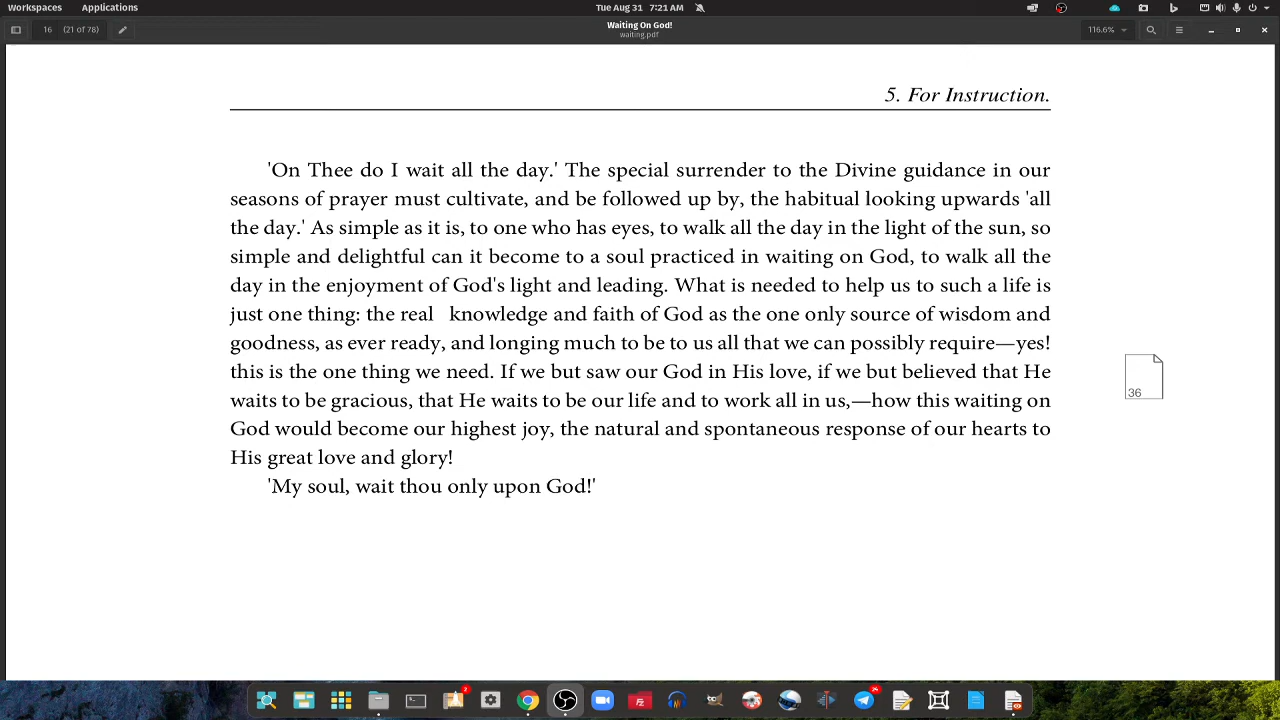 Workspaces Applications Tue Aug 31 7:21 AM
16 (21 of 78) Waiting On God! 116.6%
waiting.pdf
5. For Instruction.
'On Thee do I wait all the day.' The special surrender to the Divine guidance in our
seasons of prayer must cultivate, and be followed up by, the habitual looking upwards 'all
the day.' As simple as it is, to one who has eyes, to walk all the day in the light of the sun, so
simple and delightful can it become to a soul practiced in waiting on God, to walk all the
day in the enjoyment of God's light and leading. What is needed to help us to such a life is
just one thing: the real knowledge and faith of God as the one only source of wisdom and
goodness, as ever ready, and longing much to be to us all that we can possibly require—yes!
this is the one thing we need. If we but saw our God in His love, if we but believed that He
waits to be gracious, that He waits to be our life and to work all in us,—how this waiting on
God would become our highest joy, the natural and spontaneous response of our hearts to
His great love and glory!
'My soul, wait thou only upon God!'
36